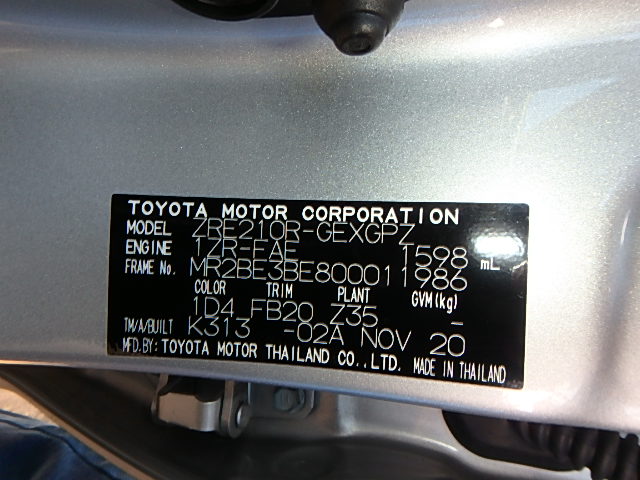 TOYOTA MOTOR CORPORATION
MODEL ZRE210R-GEXGPZ
ENGINE 1ZR-FAE 1598 mL
FRAME No. MR2BE3BE800011986
COLOR TRIM PLANT GVM(kg)
1D4 FB20 Z35 -
TM/A/BUILT K313 -02A NOV 20
MFD.BY: TOYOTA MOTOR THAILAND CO.,LTD. MADE IN THAILAND